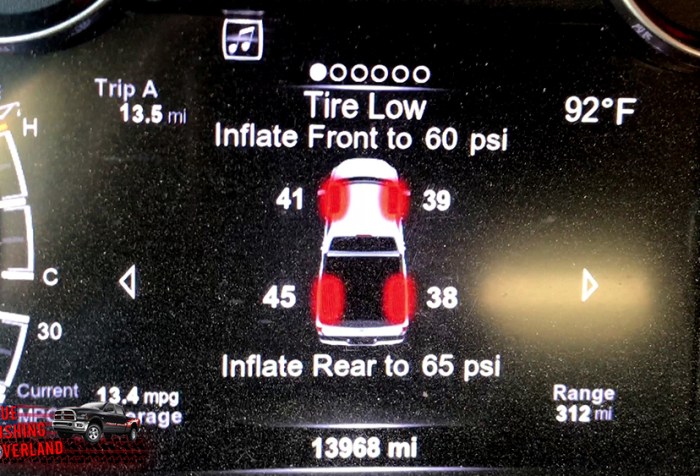 Trip A
13.5 mi
Tire Low
92°F
Inflate Front to 60 psi
H
41
39
C
45
38
30
Inflate Rear to 65 psi
Current
13.4 mpg
Range
312 mi
13968 mi